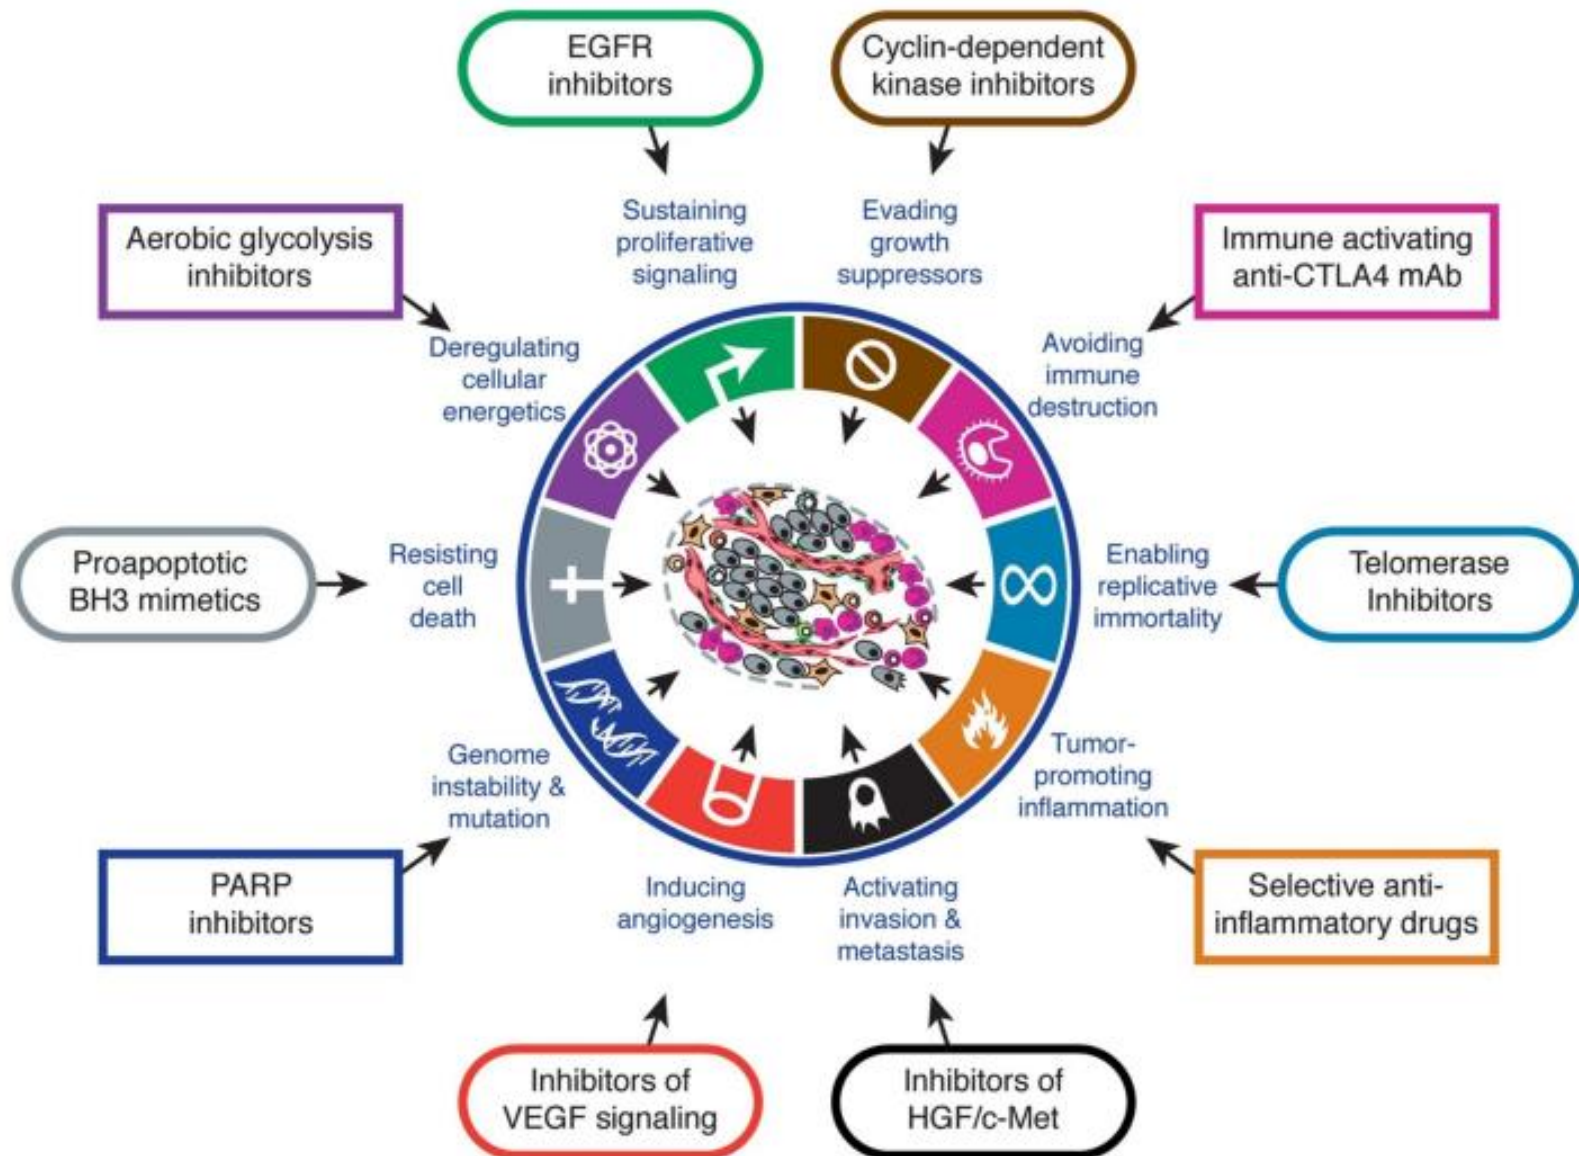 EGFR
inhibitors
Cyclin-dependent
kinase inhibitors
Aerobic glycolysis
inhibitors
Sustaining
proliferative
signaling
Evading
growth
suppressors
Immune activating
anti-CTLA4 mAb
Deregulating
cellular
energetics
Avoiding
immune
destruction
Proapoptotic
BH3 mimetics
Resisting
cell
death
Enabling
replicative
immortality
Telomerase
Inhibitors
Genome
instability &
mutation
Tumor-
promoting
inflammation
PARP
inhibitors
Inducing
angiogenesis
Activating
invasion &
metastasis
Selective anti-
inflammatory drugs
Inhibitors of
VEGF signaling
Inhibitors of
HGF/c-Met